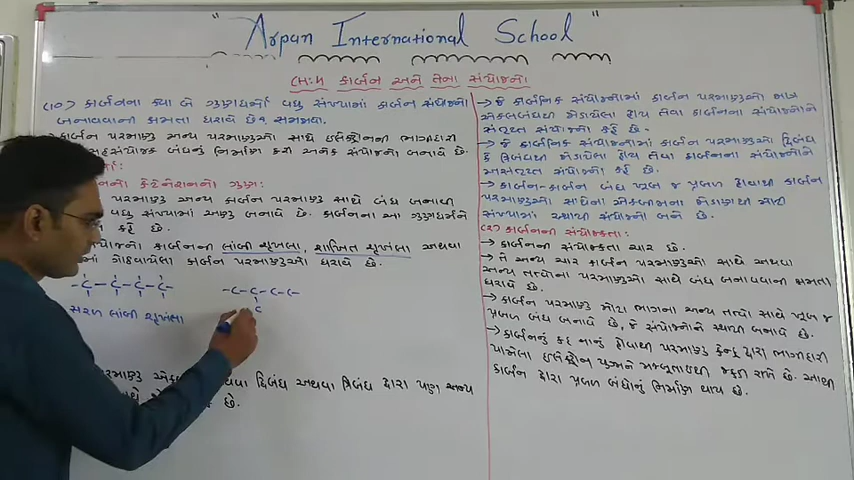 " Arpan International School "
CH:4 કાર્બન અને તેના સંયોજનો
(10) કાર્બનના કયા બે ગુણધર્મો વધુ સંખ્યામાં કાર્બન સંયોજનો
બનાવવાની ક્ષમતા ધરાવે છે ? સમજાવો.
કાર્બન પરમાણુ અન્ય પરમાણુઓ સાથે ઇલેક્ટ્રોનની ભાગીદારી
સહસંયોજક બંધનું નિર્માણ કરી અનેક સંયોજનો બનાવે છે.
કેટેનેશનનો ગુણ:
પરમાણુ અન્ય કાર્બન પરમાણુ સાથે બંધ બનાવી
વધુ સંખ્યામાં અણુ બનાવે છે. કાર્બનના આ ગુણધર્મને
કહે છે.
કાર્બનની લાંબી શૃંખલા, શાખિત શૃંખલા અથવા
ગોઠવાયેલા કાર્બન પરમાણુઓ ધરાવે છે.
-C-C-C-C-
-C-C-C-C-
C
સરળ લાંબી શૃંખલા
પરમાણુ અથવા દ્વિબંધ અથવા ત્રિબંધ દ્વારા પણ અન્ય
છે.
→ જે કાર્બનિક સંયોજનોમાં કાર્બન પરમાણુઓ માત્ર
એકલબંધથી જોડાયેલા હોય તેવા કાર્બનના સંયોજનોને
સંતૃપ્ત સંયોજનો કહે છે.
→ જે કાર્બનિક સંયોજનોમાં કાર્બન પરમાણુઓ દ્વિબંધ
કે ત્રિબંધથી જોડાયેલા હોય તેવા કાર્બનના સંયોજનોને
અસંતૃપ્ત સંયોજનો કહે છે.
→ કાર્બન-કાર્બન બંધ ખૂબ જ પ્રબળ હોવાથી કાર્બન
પરમાણુઓ સાથેના એકબીજાના જોડાણથી મોટી
સંખ્યામાં સ્થાયી સંયોજનો બને છે.
(2) કાર્બનની સંયોજકતા:
→ કાર્બનની સંયોજકતા ચાર છે.
→ તે અન્ય ચાર કાર્બન પરમાણુઓ સાથે અથવા
અન્ય તત્વોના પરમાણુઓ સાથે બંધ બનાવવાની ક્ષમતા
ધરાવે છે.
→ કાર્બન પરમાણુ મોટા ભાગના અન્ય તત્વો સાથે ખૂબ જ
પ્રબળ બંધ બનાવે છે, જે સંયોજનોને સ્થાયી બનાવે છે.
→ કાર્બનનું કદ નાનું હોવાથી પરમાણુ કેન્દ્ર દ્વારા ભાગીદારી
પામેલા ઇલેક્ટ્રોન યુગ્મને મજબૂતાઇથી જકડી રાખે છે. આથી
કાર્બન દ્વારા પ્રબળ બંધોનું નિર્માણ થાય છે.